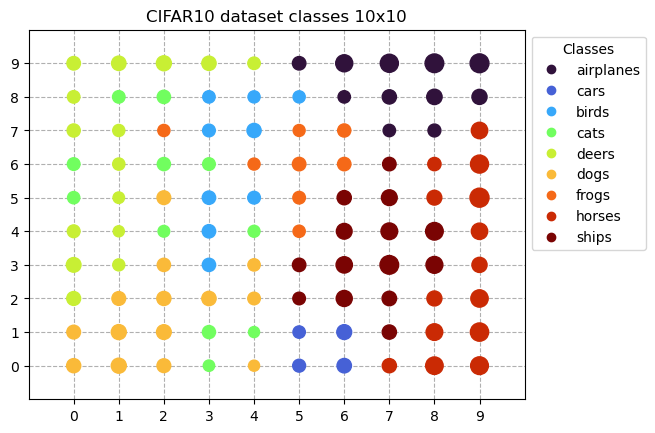 CIFAR10 dataset classes 10x10
9
8
7
6
5
4
3
2
1
0
0 1 2 3 4 5 6 7 8 9
Classes
airplanes
cars
birds
cats
deers
dogs
frogs
horses
ships